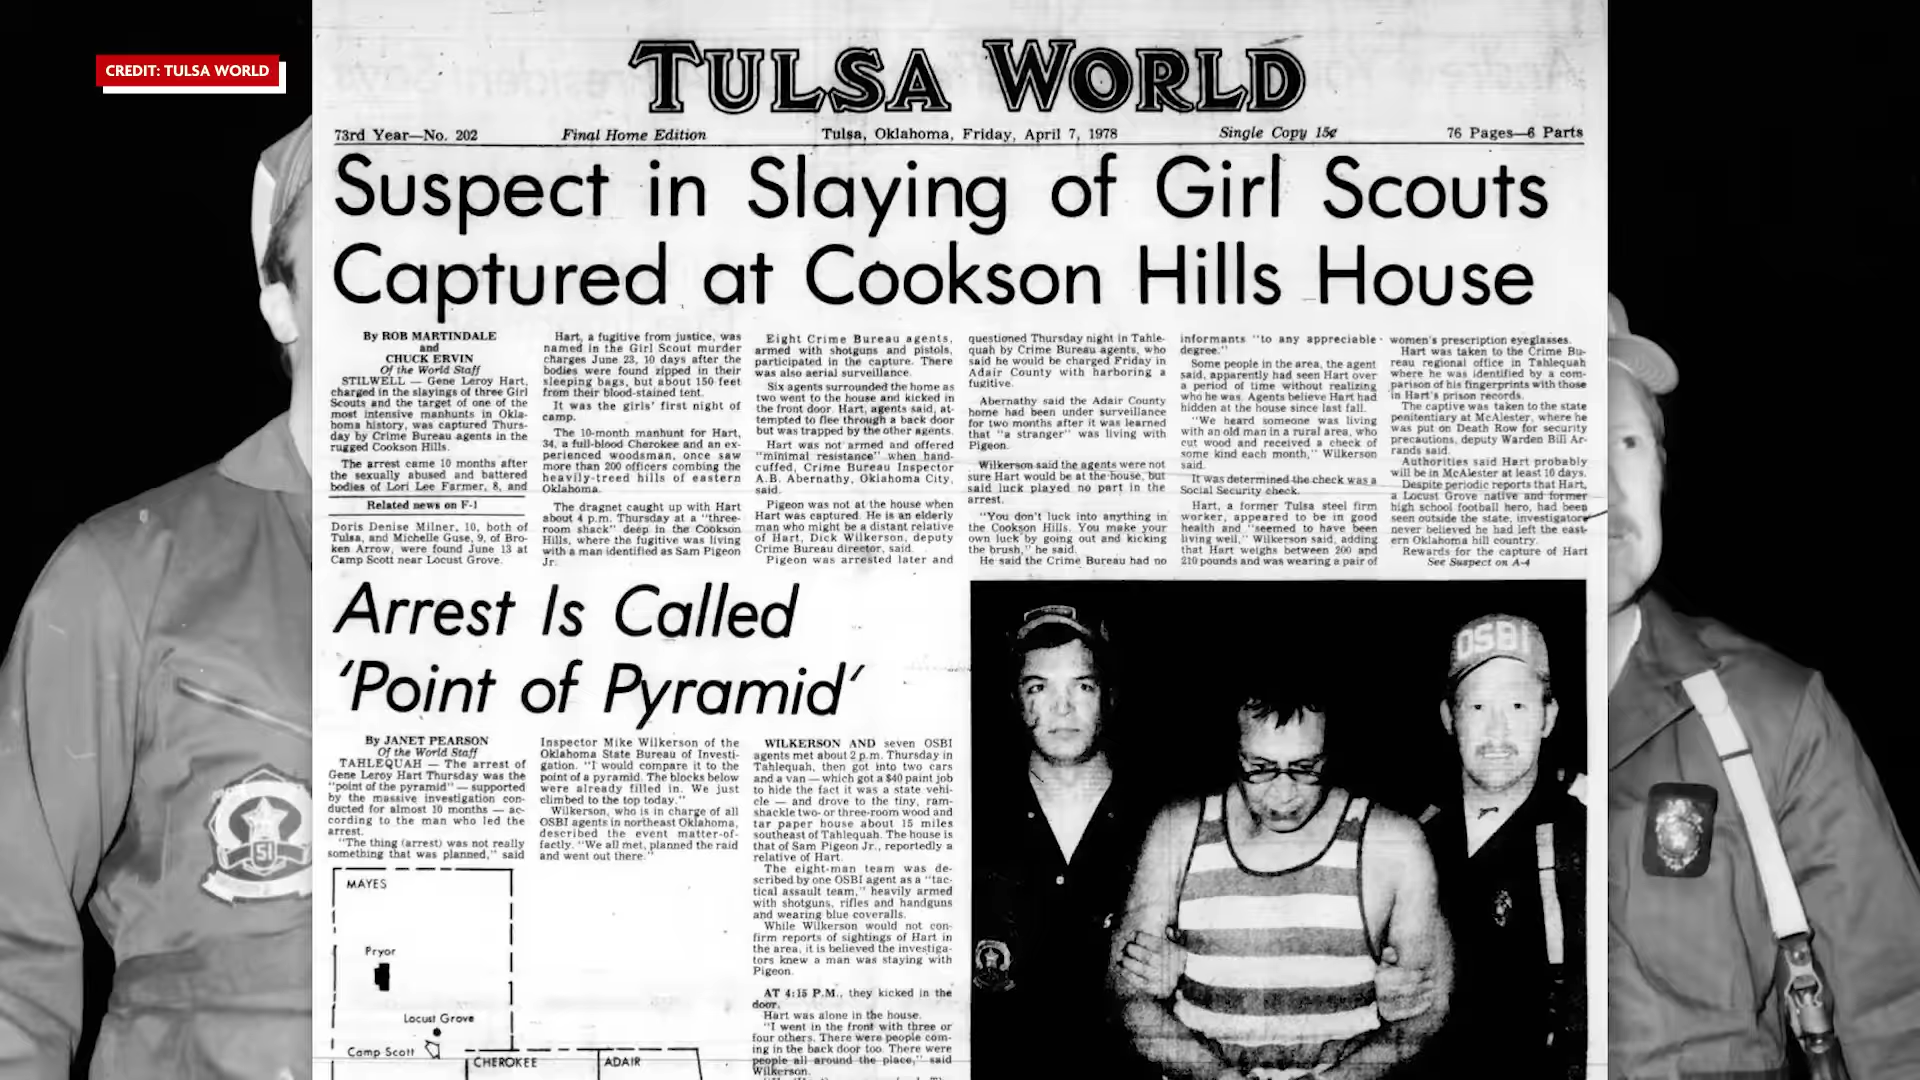 CREDIT: TULSA WORLD
TULSA WORLD
73rd Year—No. 202
Final Home Edition
Tulsa, Oklahoma, Friday, April 7, 1978
Single Copy 15¢
76 Pages—6 Parts
Suspect in Slaying of Girl Scouts
Captured at Cookson Hills House
By ROB MARTINDALE
and
CHUCK ERVIN
Of the World Staff
STILWELL — Gene Leroy Hart,
charged in the slayings of three Girl
Scouts and the target of one of the
most intensive manhunts in Okla-
homa history, was captured Thurs-
day by Crime Bureau agents in the
rugged Cookson Hills.
The arrest came 10 months after
the sexually abused and battered
bodies of Lori Lee Farmer, 8, and
Related news on F-1
Doris Denise Milner, 10, both of
Tulsa, and Michelle Guse, 9, of Bro-
ken Arrow, were found June 13 at
Camp Scott near Locust Grove.
Hart, a fugitive from justice, was
named in the Girl Scout murder
charges June 23, 10 days after the
bodies were found zipped in their
sleeping bags, but about 150 feet
from their blood-stained tent.
It was the girls' first night of
camp.
The 10-month manhunt for Hart,
34, a full-blood Cherokee and an ex-
perienced woodsman, once saw
more than 200 officers combing the
heavily-treed hills of eastern
Oklahoma.
The dragnet caught up with Hart
about 4 p.m. Thursday at a "three-
room shack" deep in the Cookson
Hills, where the fugitive was living
with a man identified as Sam Pigeon
Jr.
Eight Crime Bureau agents,
armed with shotguns and pistols,
participated in the capture. There
was also aerial surveillance.
Six agents surrounded the home as
two went to the house and kicked in
the front door. Hart, agents said, at-
tempted to flee through a back door
but was trapped by the other agents.
Hart was not armed and offered
"minimal resistance" when hand-
cuffed, Crime Bureau Inspector
A.B. Abernathy, Oklahoma City,
said.
Pigeon was not at the house when
Hart was captured. He is an elderly
man who might be a distant relative
of Hart, Dick Wilkerson, deputy
Crime Bureau director, said.
Pigeon was arrested later and
questioned Thursday night in Tahle-
quah by Crime Bureau agents, who
said he would be charged Friday in
Adair County with harboring a
fugitive.
Abernathy said the Adair County
home had been under surveillance
for two months after it was learned
that "a stranger" was living with
Pigeon.
Wilkerson said the agents were not
sure Hart would be at the house, but
said luck played no part in the
arrest.
"You don't luck into anything in
the Cookson Hills. You make your
own luck by going out and kicking
the brush," he said.
He said the Crime Bureau had no
informants "to any appreciable
degree."
Some people in the area, the agent
said, apparently had seen Hart over
a period of time without realizing
who he was. Agents believe Hart had
hidden at the house since last fall.
"We heard someone was living
with an old man in a rural area, who
cut wood and received a check of
some kind each month," Wilkerson
said.
It was determined the check was a
Social Security check.
Hart, a former Tulsa steel firm
worker, appeared to be in good
health and "seemed to have been
living well," Wilkerson said, adding
that Hart weighs between 200 and
210 pounds and was wearing a pair of
women's prescription eyeglasses.
Hart was taken to the Crime Bu-
reau regional office in Tahlequah
where he was identified by a com-
parison of his fingerprints with those
in Hart's prison records.
The captive was taken to the state
penitentiary at McAlester, where he
was put on Death Row for security
precautions, deputy Warden Bill Ar-
rands said.
Authorities said Hart probably
will be in McAlester at least 10 days.
Despite periodic reports that Hart,
a Locust Grove native and former
high school football hero, had been
seen outside the state, investigators
never believed he had left the east-
ern Oklahoma hill country.
Rewards for the capture of Hart
See Suspect on A-4
Arrest Is Called
'Point of Pyramid'
By JANET PEARSON
Of the World Staff
TAHLEQUAH — The arrest of
Gene Leroy Hart Thursday was the
"point of the pyramid" — supported
by the massive investigation con-
ducted for almost 10 months — ac-
cording to the man who led the
arrest.
"The thing (arrest) was not really
something that was planned," said
Inspector Mike Wilkerson of the
Oklahoma State Bureau of Investi-
gation. "I would compare it to the
point of a pyramid. The blocks below
were already filled in. We just
climbed to the top today."
Wilkerson, who is in charge of all
OSBI agents in northeast Oklahoma,
described the event matter-of-
factly. "We all met, planned the raid
and went out there."
WILKERSON AND seven OSBI
agents met about 2 p.m. Thursday in
Tahlequah, then got into two cars
and a van — which got a $40 paint job
to hide the fact it was a state vehi-
cle — and drove to the tiny, ram-
shackle two- or three-room wood and
tar paper house about 15 miles
southeast of Tahlequah. The house is
that of Sam Pigeon Jr., reportedly a
relative of Hart.
The eight-man team was de-
scribed by one OSBI agent as a "tac-
tical assault team," heavily armed
with shotguns, rifles and handguns
and wearing blue coveralls.
While Wilkerson would not con-
firm reports of sightings of Hart in
the area, it is believed the investiga-
tors knew a man was staying with
Pigeon.
AT 4:15 P.M., they kicked in the
door.
Hart was alone in the house.
"I went in the front with three or
four others. There were people com-
ing in the back door too. There were
people all around the place," said
Wilkerson.
MAYES
Pryor
Locust Grove
Camp Scott
CHEROKEE
ADAIR
OSBI
51